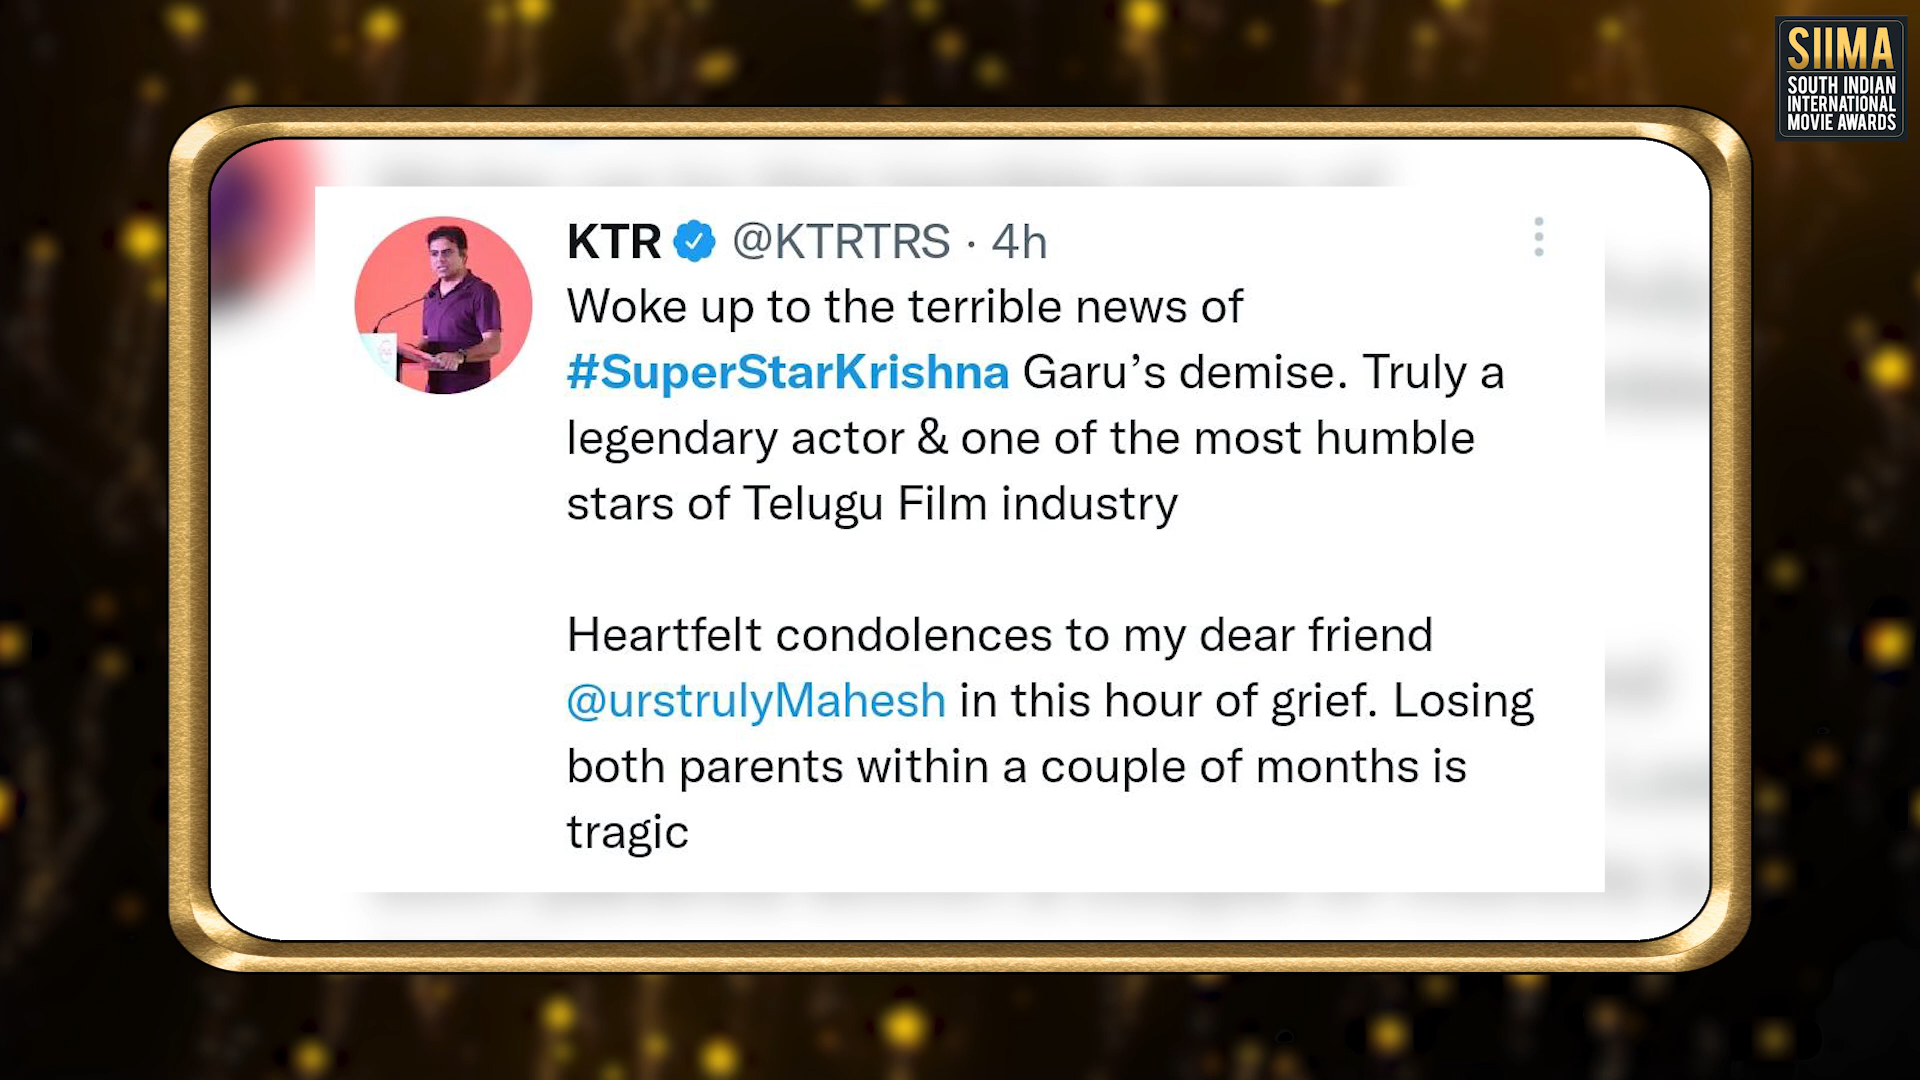 SIIMA
SOUTH INDIAN
INTERNATIONAL
MOVIE AWARDS
KTR @KTRTRS · 4h
Woke up to the terrible news of
#SuperStarKrishna Garu’s demise. Truly a
legendary actor & one of the most humble
stars of Telugu Film industry
Heartfelt condolences to my dear friend
@urstrulyMahesh in this hour of grief. Losing
both parents within a couple of months is
tragic